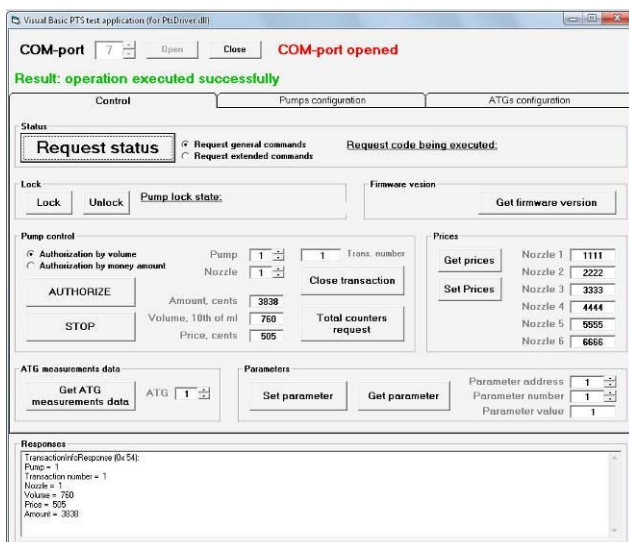 Visual Basic PTS test application (for PtsDriver.dll)
COM-port 7 Open Close COM-port opened
Result: operation executed successfully
Control Pumps configuration ATGs configuration
Status
Request status
Request general commands
Request extended commands
Request code being executed:
Lock
Lock Unlock Pump lock state:
Firmware vesion
Get firmware version
Pump control
Authorization by volume
Authorization by money amount
Pump 1
Nozzle 1
1 Trans. number
Close transaction
AUTHORIZE
STOP
Amount, cents 3838
Volume, 10th of ml 760
Price, cents 505
Total counters
request
Prices
Get prices
Set Prices
Nozzle 1 1111
Nozzle 2 2222
Nozzle 3 3333
Nozzle 4 4444
Nozzle 5 5555
Nozzle 6 6666
ATG measurements data
Get ATG
measurements data
ATG 1
Parameters
Set parameter Get parameter
Parameter address 1
Parameter number 1
Parameter value 1
Responses
TransactionInfoResponse (0x54):
Pump = 1
Transaction number = 1
Nozzle = 1
Volume = 760
Price = 505
Amount = 3838